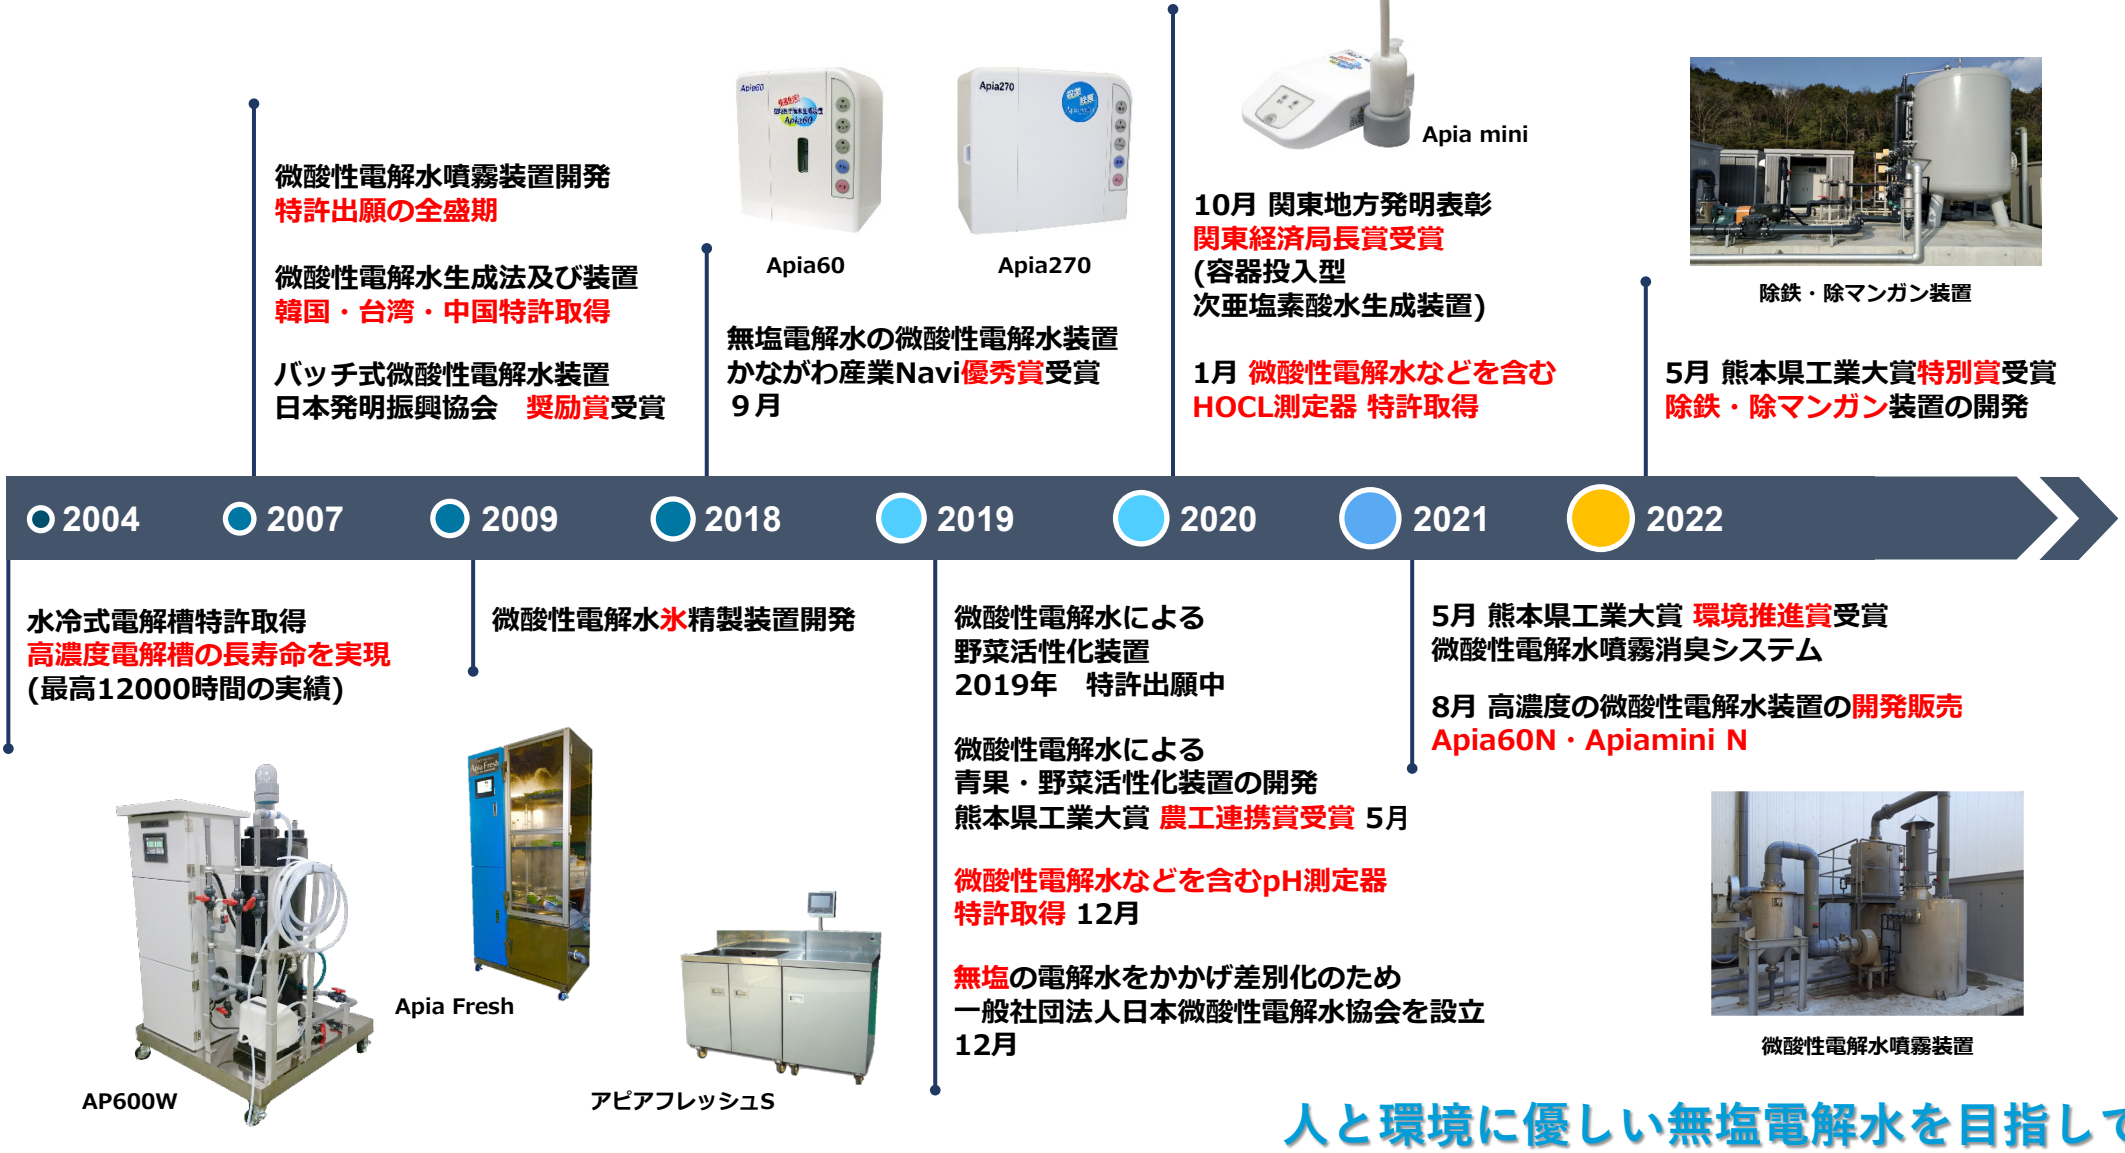 微酸性電解水噴霧装置開発
特許出願の全盛期
微酸性電解水生成法及び装置
韓国・台湾・中国特許取得
バッチ式微酸性電解水装置
日本発明振興協会　奨励賞受賞
Apia60
Apia60
Apia270
Apia60
Apia270
無塩電解水の微酸性電解水装置
かながわ産業Navi優秀賞受賞
９月
Apia mini
10月 関東地方発明表彰
関東経済局長賞受賞
(容器投入型
次亜塩素酸水生成装置)
1月 微酸性電解水などを含む
HOCL測定器 特許取得
除鉄・除マンガン装置
5月 熊本県工業大賞特別賞受賞
除鉄・除マンガン装置の開発
2004
2007
2009
2018
2019
2020
2021
2022
水冷式電解槽特許取得
高濃度電解槽の長寿命を実現
(最高12000時間の実績)
AP600W
微酸性電解水氷精製装置開発
Apia Fresh
Apia Fresh
アピアフレッシュS
微酸性電解水による
野菜活性化装置
2019年　特許出願中
微酸性電解水による
青果・野菜活性化装置の開発
熊本県工業大賞 農工連携賞受賞 5月
微酸性電解水などを含むpH測定器
特許取得 12月
無塩の電解水をかかげ差別化のため
一般社団法人日本微酸性電解水協会を設立
12月
5月 熊本県工業大賞 環境推進賞受賞
微酸性電解水噴霧消臭システム
8月 高濃度の微酸性電解水装置の開発販売
Apia60N・Apiamini N
微酸性電解水噴霧装置
人と環境に優しい無塩電解水を目指して